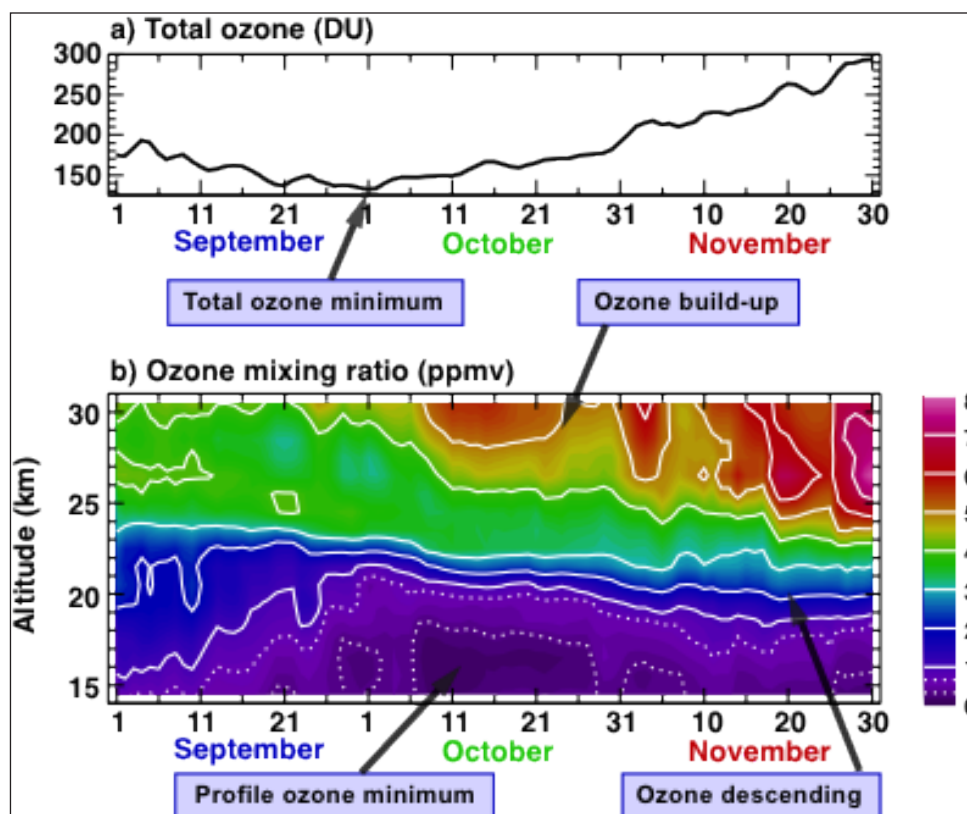 a) Total ozone (DU)
300
250
200
150
1 11 21 1 11 21 31 10 20 30
September October November
Total ozone minimum
Ozone build-up
b) Ozone mixing ratio (ppmv)
30
25
20
15
Altitude (km)
1 11 21 1 11 21 31 10 20 30
September October November
Profile ozone minimum
Ozone descending